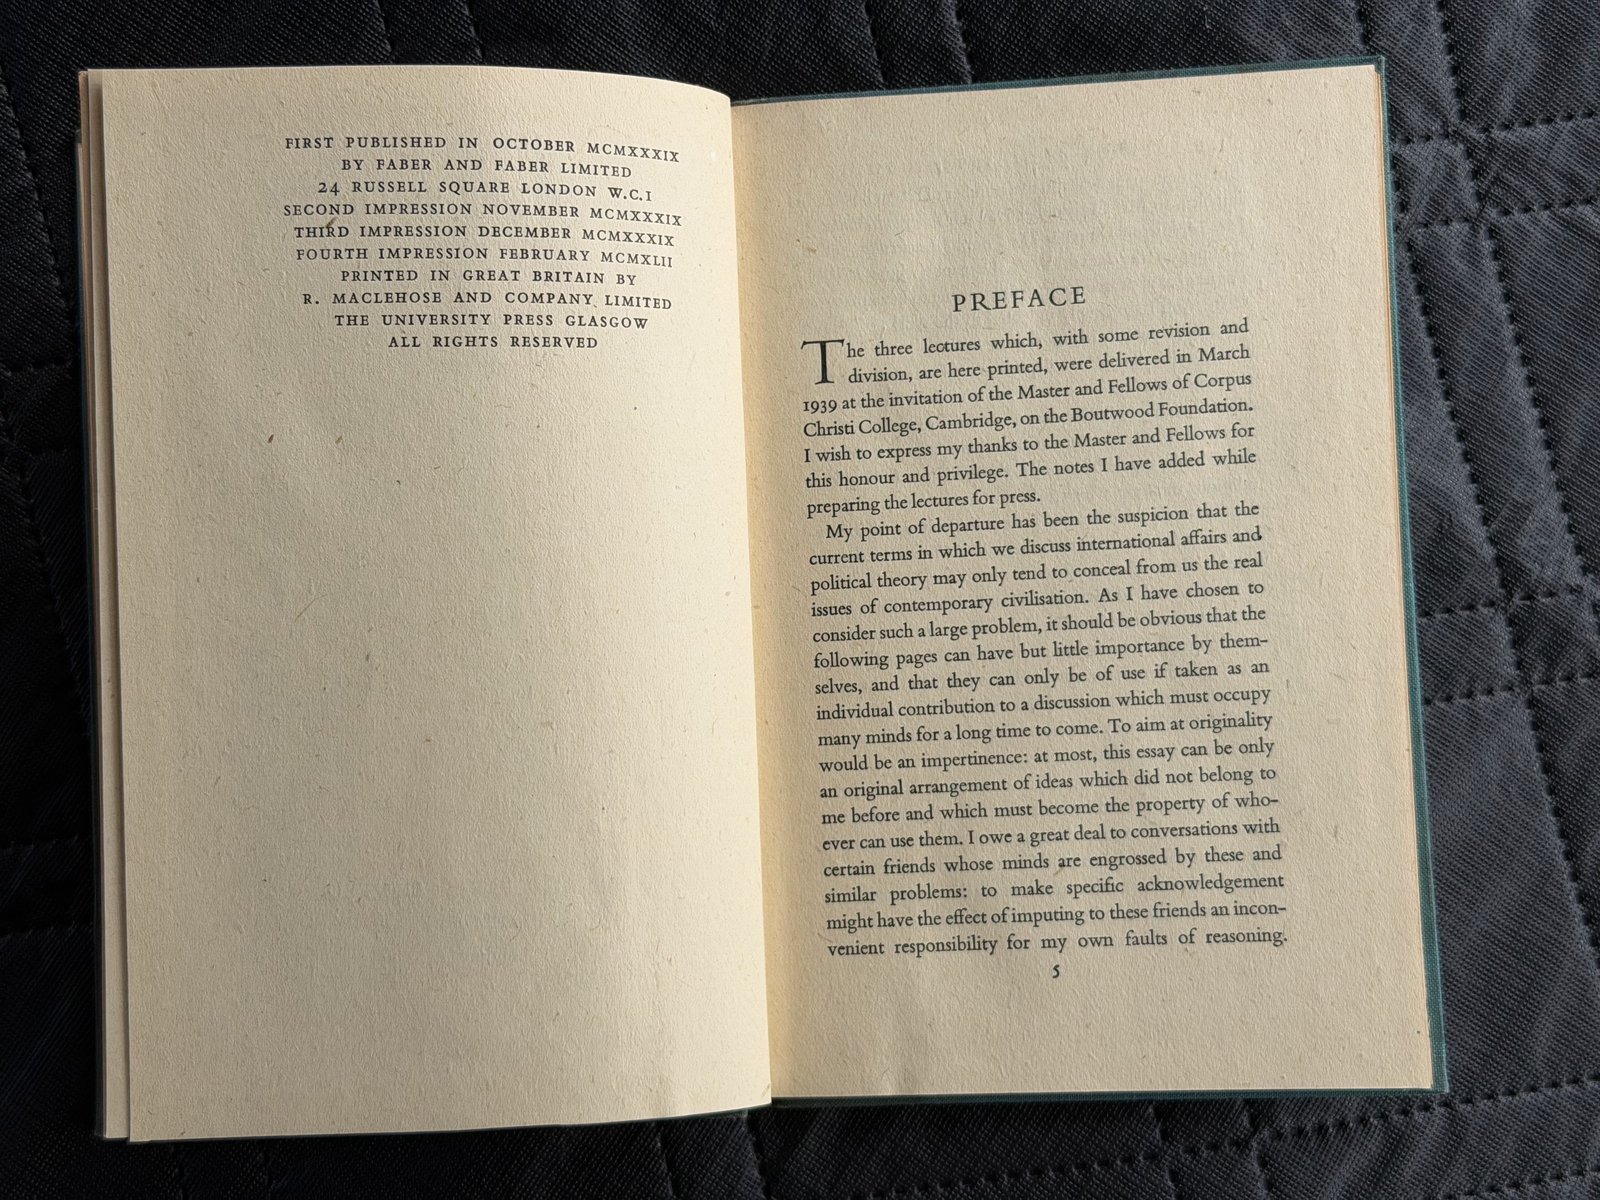 FIRST PUBLISHED IN OCTOBER MCMXXXIX
BY FABER AND FABER LIMITED
24 RUSSELL SQUARE LONDON W.C.1
SECOND IMPRESSION NOVEMBER MCMXXXIX
THIRD IMPRESSION DECEMBER MCMXXXIX
FOURTH IMPRESSION FEBRUARY MCMXLII
PRINTED IN GREAT BRITAIN BY
R. MACLEHOSE AND COMPANY LIMITED
THE UNIVERSITY PRESS GLASGOW
ALL RIGHTS RESERVED
PREFACE
The three lectures which, with some revision and
division, are here printed, were delivered in March
1939 at the invitation of the Master and Fellows of Corpus
Christi College, Cambridge, on the Boutwood Foundation.
I wish to express my thanks to the Master and Fellows for
this honour and privilege. The notes I have added while
preparing the lectures for press.
My point of departure has been the suspicion that the
current terms in which we discuss international affairs and
political theory may only tend to conceal from us the real
issues of contemporary civilisation. As I have chosen to
consider such a large problem, it should be obvious that the
following pages can have but little importance by them-
selves, and that they can only be of use if taken as an
individual contribution to a discussion which must occupy
many minds for a long time to come. To aim at originality
would be an impertinence: at most, this essay can be only
an original arrangement of ideas which did not belong to
me before and which must become the property of who-
ever can use them. I owe a great deal to conversations with
certain friends whose minds are engrossed by these and
similar problems: to make specific acknowledgement
might have the effect of imputing to these friends an incon-
venient responsibility for my own faults of reasoning.
5